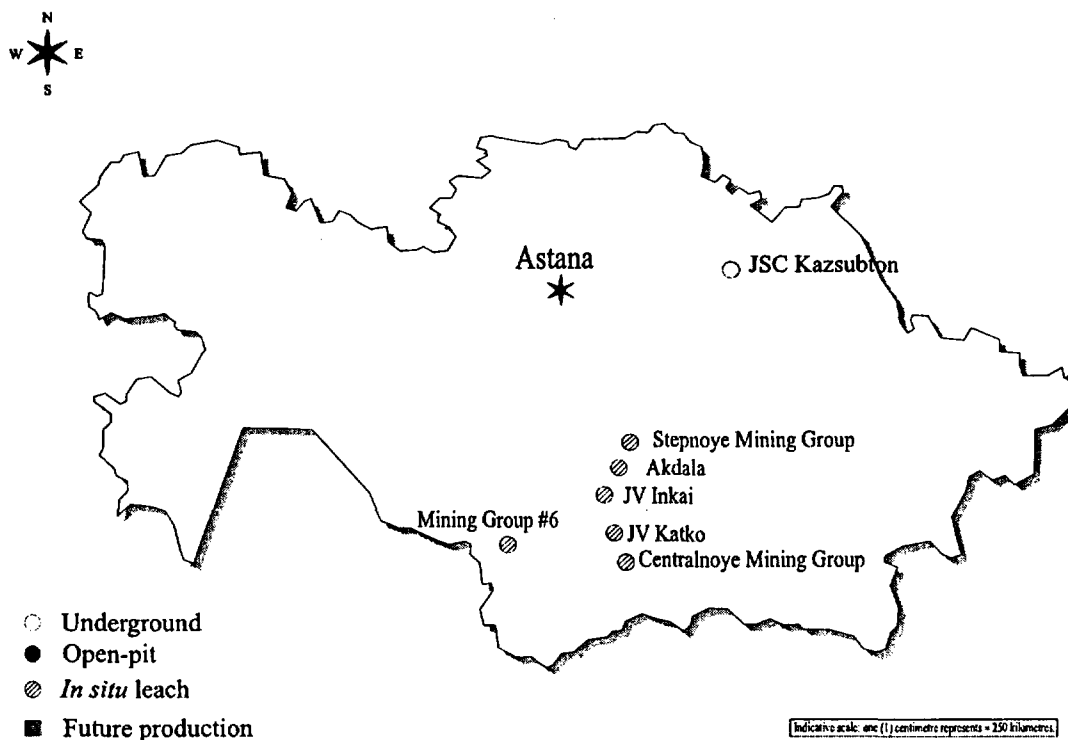 N
W E
S
Astana
JSC Kazsubton
Stepnoye Mining Group
Akdala
JV Inkai
Mining Group #6
JV Katko
Centralnoye Mining Group
Underground
Open-pit
In situ leach
Future production
Indicative scale: one (1) centimetre represents ≈ 250 kilometres.